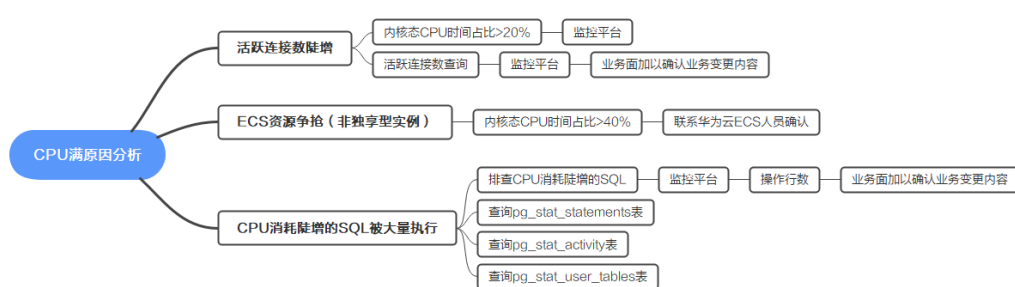 CPU满原因分析
活跃连接数陡增
内核态CPU时间占比>20%
监控平台
活跃连接数查询
监控平台
业务面加以确认业务变更内容
ECS资源争抢（非独享型实例）
内核态CPU时间占比>40%
联系华为云ECS人员确认
CPU消耗陡增的SQL被大量执行
排查CPU消耗陡增的SQL
监控平台
操作行数
业务面加以确认业务变更内容
查询pg_stat_statements表
查询pg_stat_activity表
查询pg_stat_user_tables表